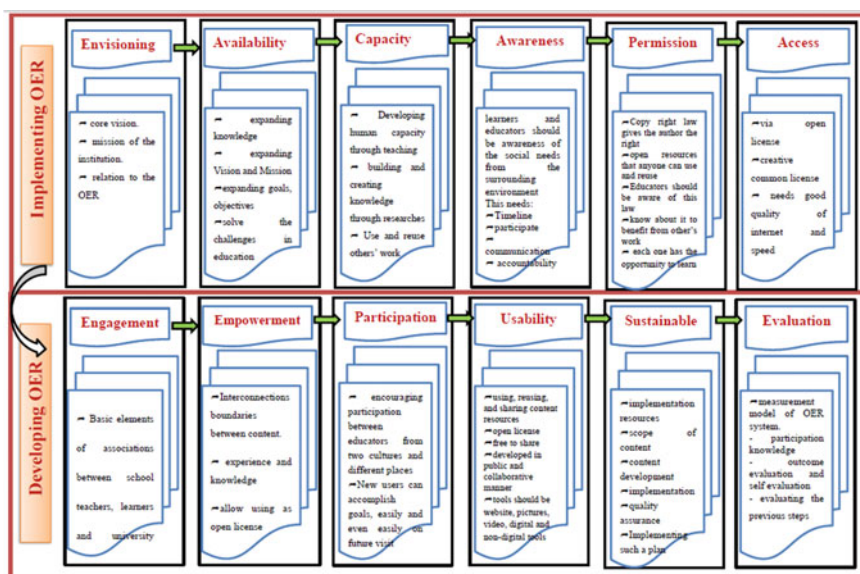 Implementing OER
Envisioning
core vision.
mission of the
institution.
relation to the
OER
Availability
expanding
knowledge
expanding
Vision and Mission
expanding goals,
objectives
solve the
challenges in
education
Capacity
Developing
human capacity
through teaching
building and
creating
knowledge
through researches
Use and reuse
others' work
Awareness
learners and
educators should
be awareness of
the social needs
from the
surrounding
environment
This needs:
Timeline
participate
communication
accountability
Permission
Copy right law
gives the author the
right
open resources
that anyone can use
and reuse
Educators should
be aware of this
law
know about it to
benefit from other's
work
each one has the
opportunity to learn
Access
via open
license
creative
common license
needs good
quality of
internet and
speed
Developing OER
Engagement
Basic elements
of associations
between school
teachers, learners
and university
Empowerment
Interconnections
boundaries
between content.
experience and
knowledge
allow using as
open license
Participation
encouraging
participation
between
educators from
two cultures and
different places
New users can
accomplish
goals, easily and
even easily on
future visit
Usability
using, reusing,
and sharing content
resources
open license
free to share
developed in
public and
collaborative
manner
tools should be
website, pictures,
video, digital and
non-digital tools
Sustainable
implementation
resources
scope of
content
content
development
implementation
quality
assurance
Implementing
such a plan
Evaluation
measurement
model of OER
system.
- participation
knowledge
- outcome
evaluation and
self evaluation
- evaluating the
previous steps